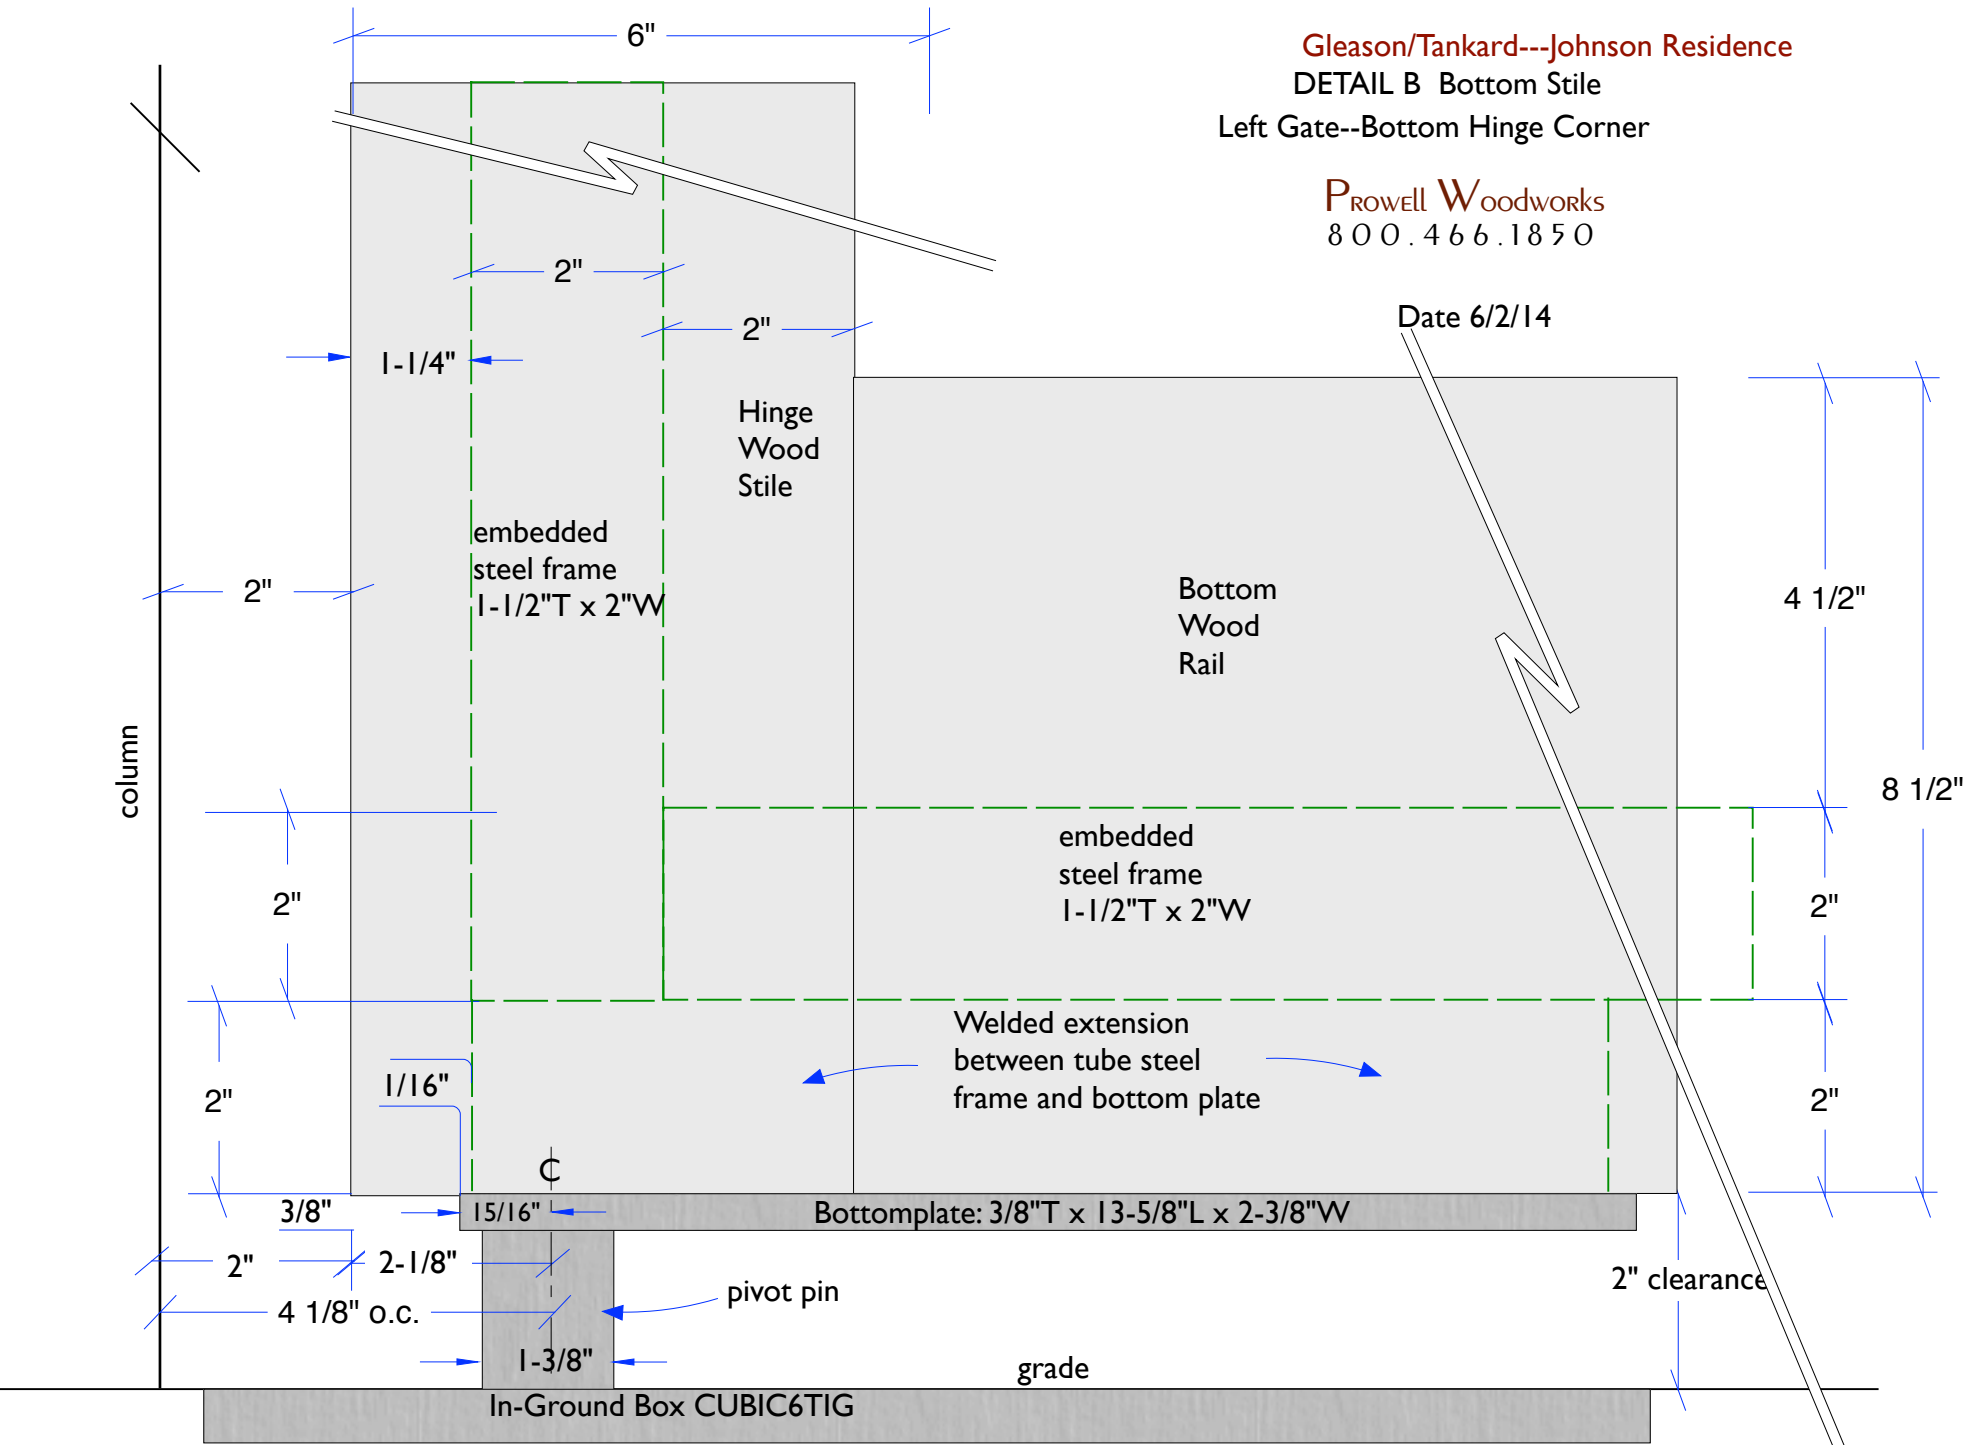 6"
Gleason/Tankard---Johnson Residence
DETAIL B  Bottom Stile
Left Gate--Bottom Hinge Corner
Prowell Woodworks
800.466.1850
Date 6/2/14
2"
2"
1-1/4"
Hinge
Wood
Stile
embedded
steel frame
1-1/2"T x 2"W
2"
Bottom
Wood
Rail
4 1/2"
8 1/2"
column
embedded
steel frame
1-1/2"T x 2"W
2"
2"
Welded extension
between tube steel
frame and bottom plate
1/16"
2"
2"
C
3/8"
15/16"
Bottomplate: 3/8"T x 13-5/8"L x 2-3/8"W
2"
2-1/8"
2" clearance
pivot pin
4 1/8" o.c.
1-3/8"
grade
In-Ground Box CUBIC6TIG